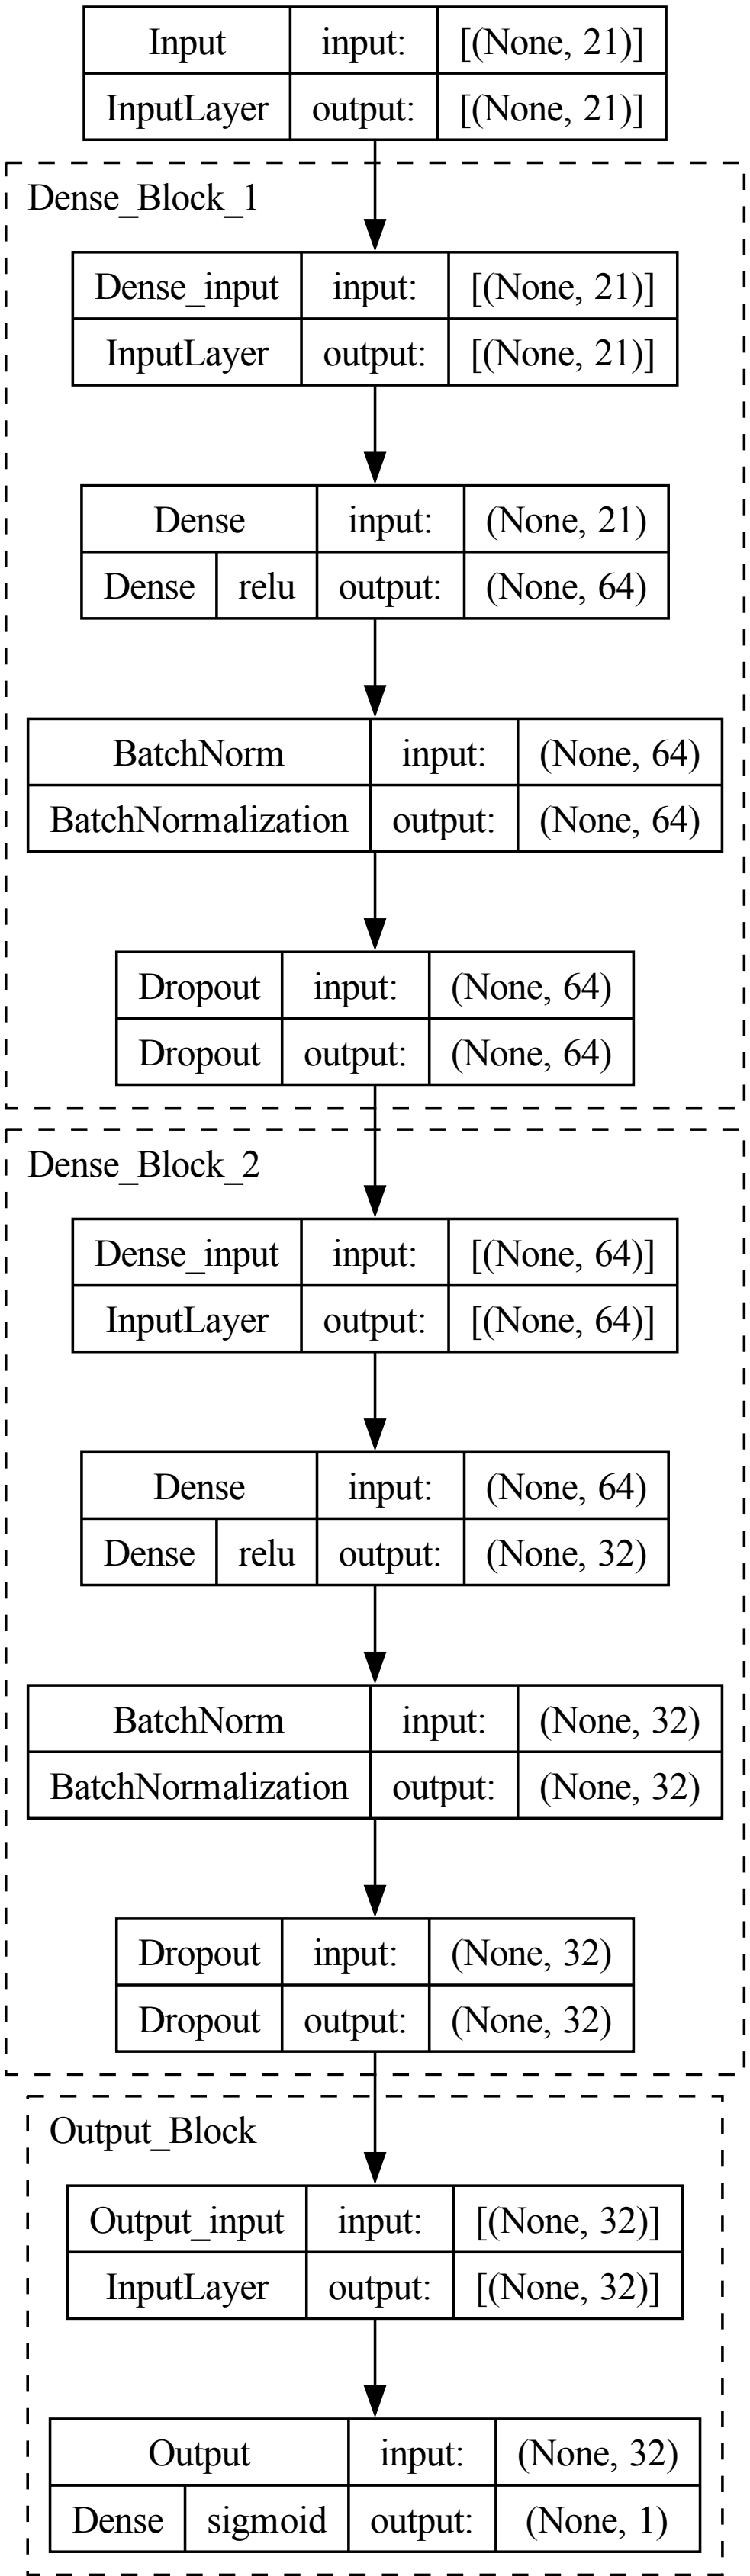 Input input: [(None, 21)]
InputLayer output: [(None, 21)]
Dense_Block_1
Dense_input input: [(None, 21)]
InputLayer output: [(None, 21)]
Dense input: (None, 21)
Dense relu output: (None, 64)
BatchNorm input: (None, 64)
BatchNormalization output: (None, 64)
Dropout input: (None, 64)
Dropout output: (None, 64)
Dense_Block_2
Dense_input input: [(None, 64)]
InputLayer output: [(None, 64)]
Dense input: (None, 64)
Dense relu output: (None, 32)
BatchNorm input: (None, 32)
BatchNormalization output: (None, 32)
Dropout input: (None, 32)
Dropout output: (None, 32)
Output_Block
Output_input input: [(None, 32)]
InputLayer output: [(None, 32)]
Output input: (None, 32)
Dense sigmoid output: (None, 1)